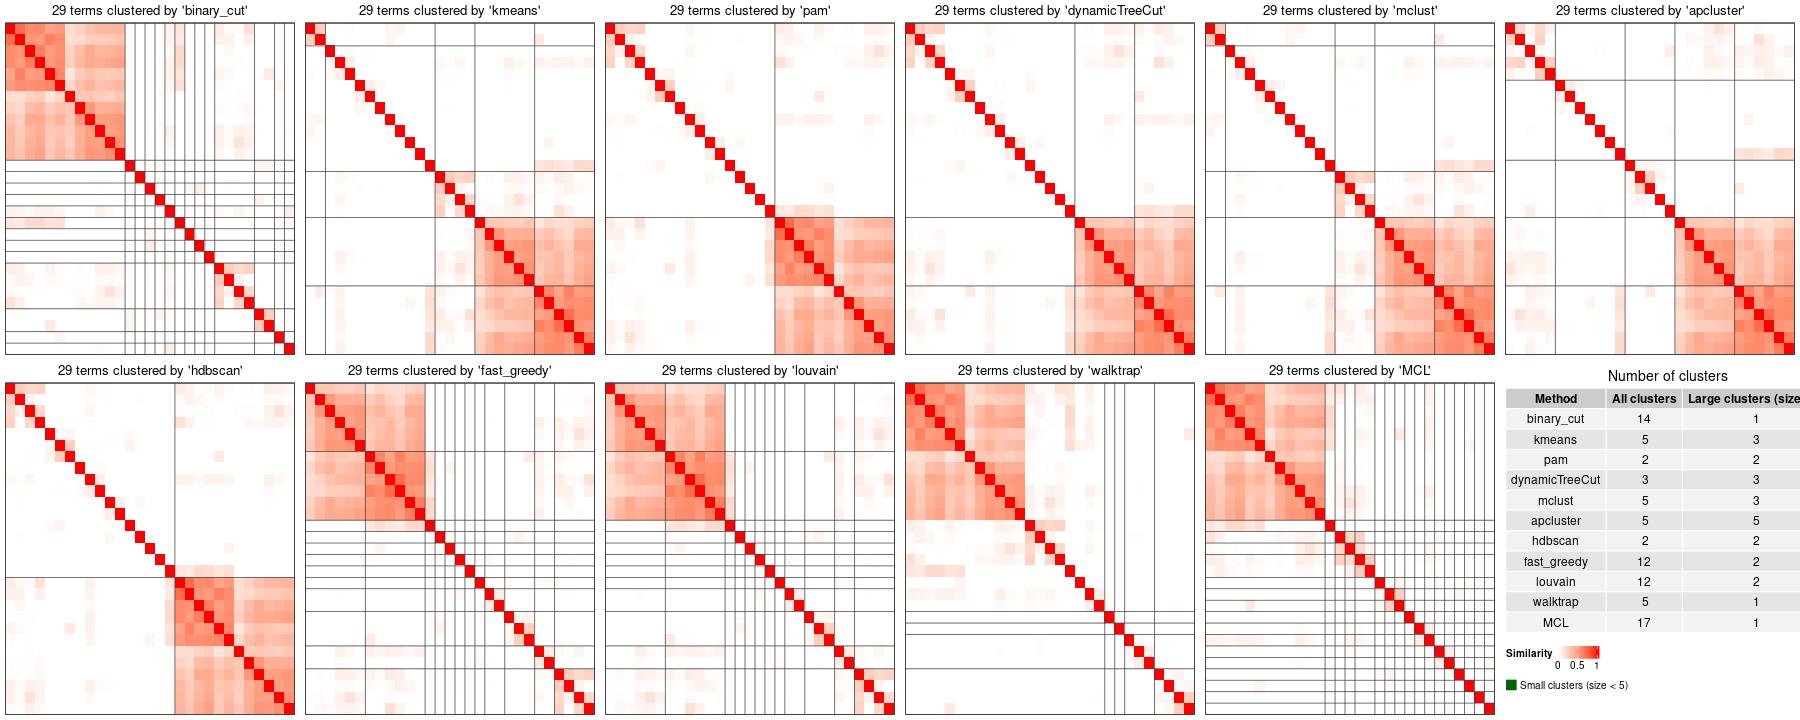 29 terms clustered by 'binary_cut'
29 terms clustered by 'kmeans'
29 terms clustered by 'pam'
29 terms clustered by 'dynamicTreeCut'
29 terms clustered by 'mclust'
29 terms clustered by 'apcluster'
29 terms clustered by 'hdbscan'
29 terms clustered by 'fast_greedy'
29 terms clustered by 'louvain'
29 terms clustered by 'walktrap'
29 terms clustered by 'MCL'
Number of clusters
Method All clusters Large clusters (size
binary_cut 14 1
kmeans 5 3
pam 2 2
dynamicTreeCut 3 3
mclust 5 3
apcluster 5 5
hdbscan 2 2
fast_greedy 12 2
louvain 12 2
walktrap 5 1
MCL 17 1
Similarity
0 0.5 1
Small clusters (size < 5)